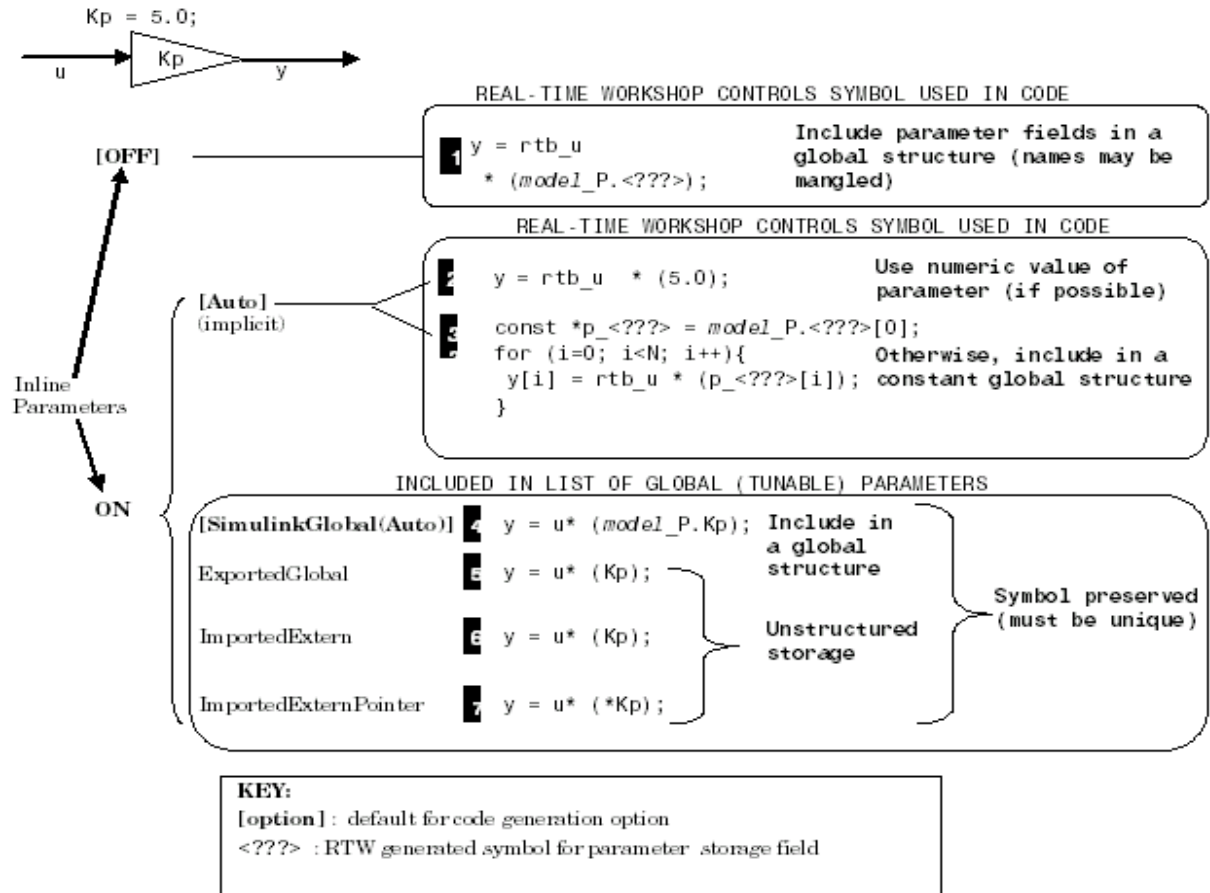 Kp = 5.0;
Kp
u
y
REAL-TIME WORKSHOP CONTROLS SYMBOL USED IN CODE
[OFF]
1
y = rtb_u
* (model_P.<???>);
Include parameter fields in a
global structure (names may be
mangled)
REAL-TIME WORKSHOP CONTROLS SYMBOL USED IN CODE
[Auto]
(implicit)
2
y = rtb_u * (5.0);
Use numeric value of
parameter (if possible)
3
const *p_<???> = model_P.<???>[0];
for (i=0; i<N; i++){
y[i] = rtb_u * (p_<???>[i]);
}
Otherwise, include in a
constant global structure
Inline
Parameters
ON
INCLUDED IN LIST OF GLOBAL (TUNABLE) PARAMETERS
[SimulinkGlobal(Auto)]
4
y = u* (model_P.Kp);
Include in
a global
structure
ExportedGlobal
5
y = u* (Kp);
ImportedExtern
6
y = u* (Kp);
Unstructured
storage
Symbol preserved
(must be unique)
ImportedExternPointer
7
y = u* (*Kp);
KEY:
[option] : default for code generation option
<???> : RTW generated symbol for parameter storage field